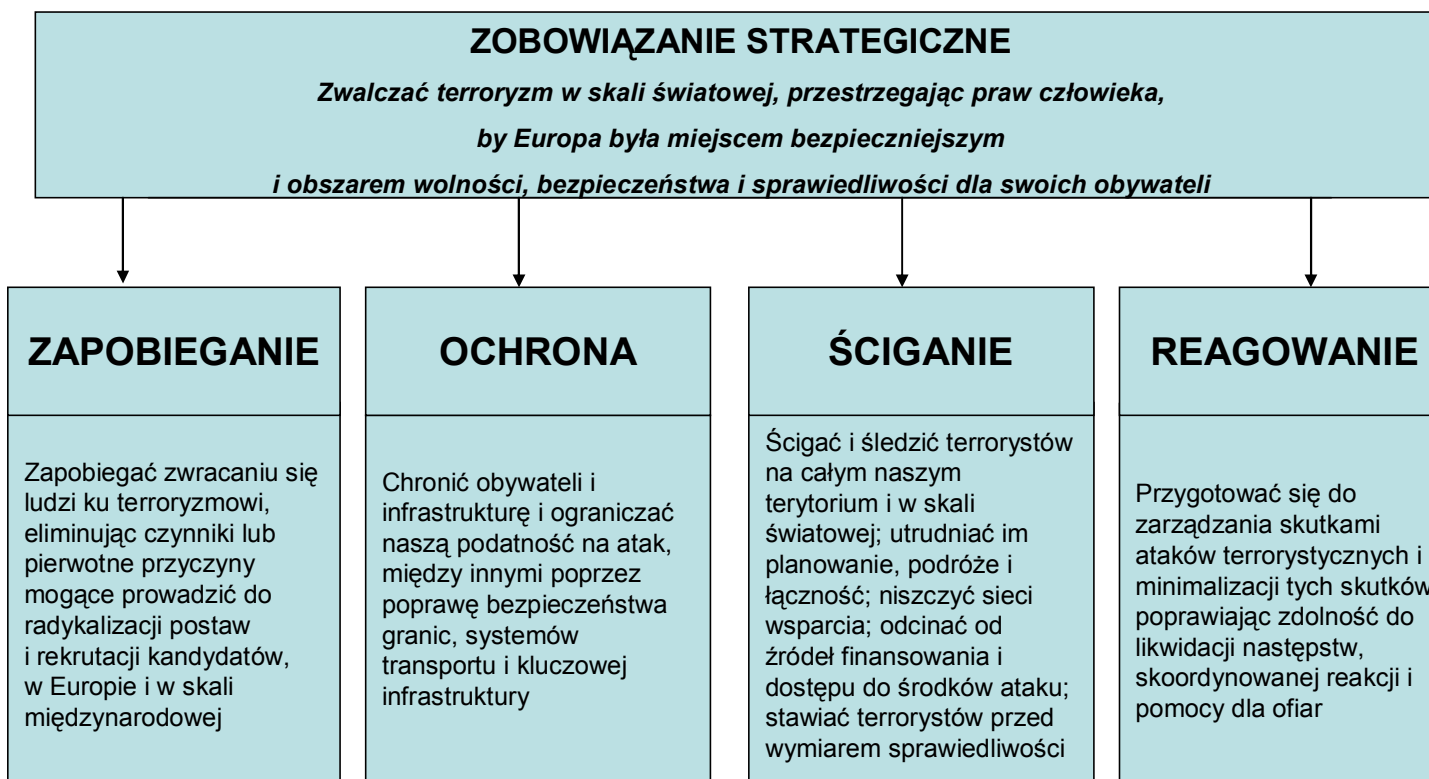 ZOBOWIĄZANIE STRATEGICZNE
Zwalczać terroryzm w skali światowej, przestrzegając praw człowieka,
by Europa była miejscem bezpieczniejszym
i obszarem wolności, bezpieczeństwa i sprawiedliwości dla swoich obywateli
ZAPOBIEGANIE
Zapobiegać zwracaniu się
ludzi ku terroryzmowi,
eliminując czynniki lub
pierwotne przyczyny
mogące prowadzić do
radykalizacji postaw
i rekrutacji kandydatów,
w Europie i w skali
międzynarodowej
OCHRONA
Chronić obywateli i
infrastrukturę i ograniczać
naszą podatność na atak,
między innymi poprzez
poprawę bezpieczeństwa
granic, systemów
transportu i kluczowej
infrastruktury
ŚCIGANIE
Ścigać i śledzić terrorystów
na całym naszym
terytorium i w skali
światowej; utrudniać im
planowanie, podróże i
łączność; niszczyć sieci
wsparcia; odcinać od
źródeł finansowania i
dostępu do środków ataku;
stawiać terrorystów przed
wymiarem sprawiedliwości
REAGOWANIE
Przygotować się do
zarządzania skutkami
ataków terrorystycznych i
minimalizacji tych skutków
poprawiając zdolność do
likwidacji następstw,
skoordynowanej reakcji i
pomocy dla ofiar